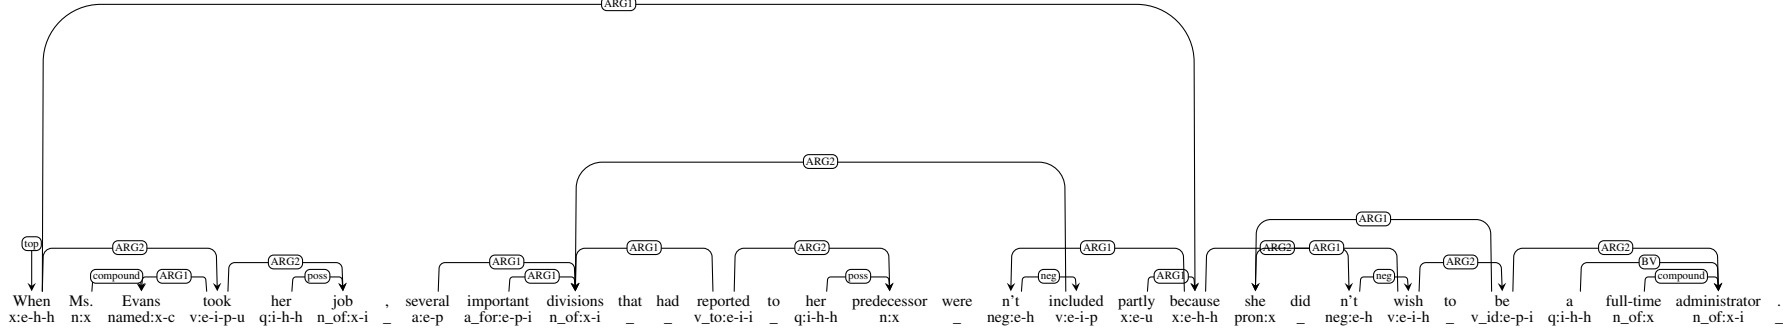 ARG1
ARG2
ARG1
top ARG2 ARG1 ARG2 ARG1 ARG2 ARG1 ARG2
ARG2 ARG1 ARG2 BV
compound ARG1 poss ARG1 poss neg ARG1 neg compound
When Ms. Evans took her job , several important divisions that had reported to her predecessor were n't included partly because she did n't wish to be a full-time administrator .
x:e-h-h n:x named:x-c v:e-i-p-u q:i-h-h n_of:x-i _ a:e-p a_for:e-p-i n_of:x-i _ _ v_to:e-i-i _ q:i-h-h n:x _ neg:e-h v:e-i-p x:e-u x:e-h-h pron:x _ neg:e-h v:e-i-h _ v_id:e-p-i q:i-h-h n_of:x n_of:x-i _